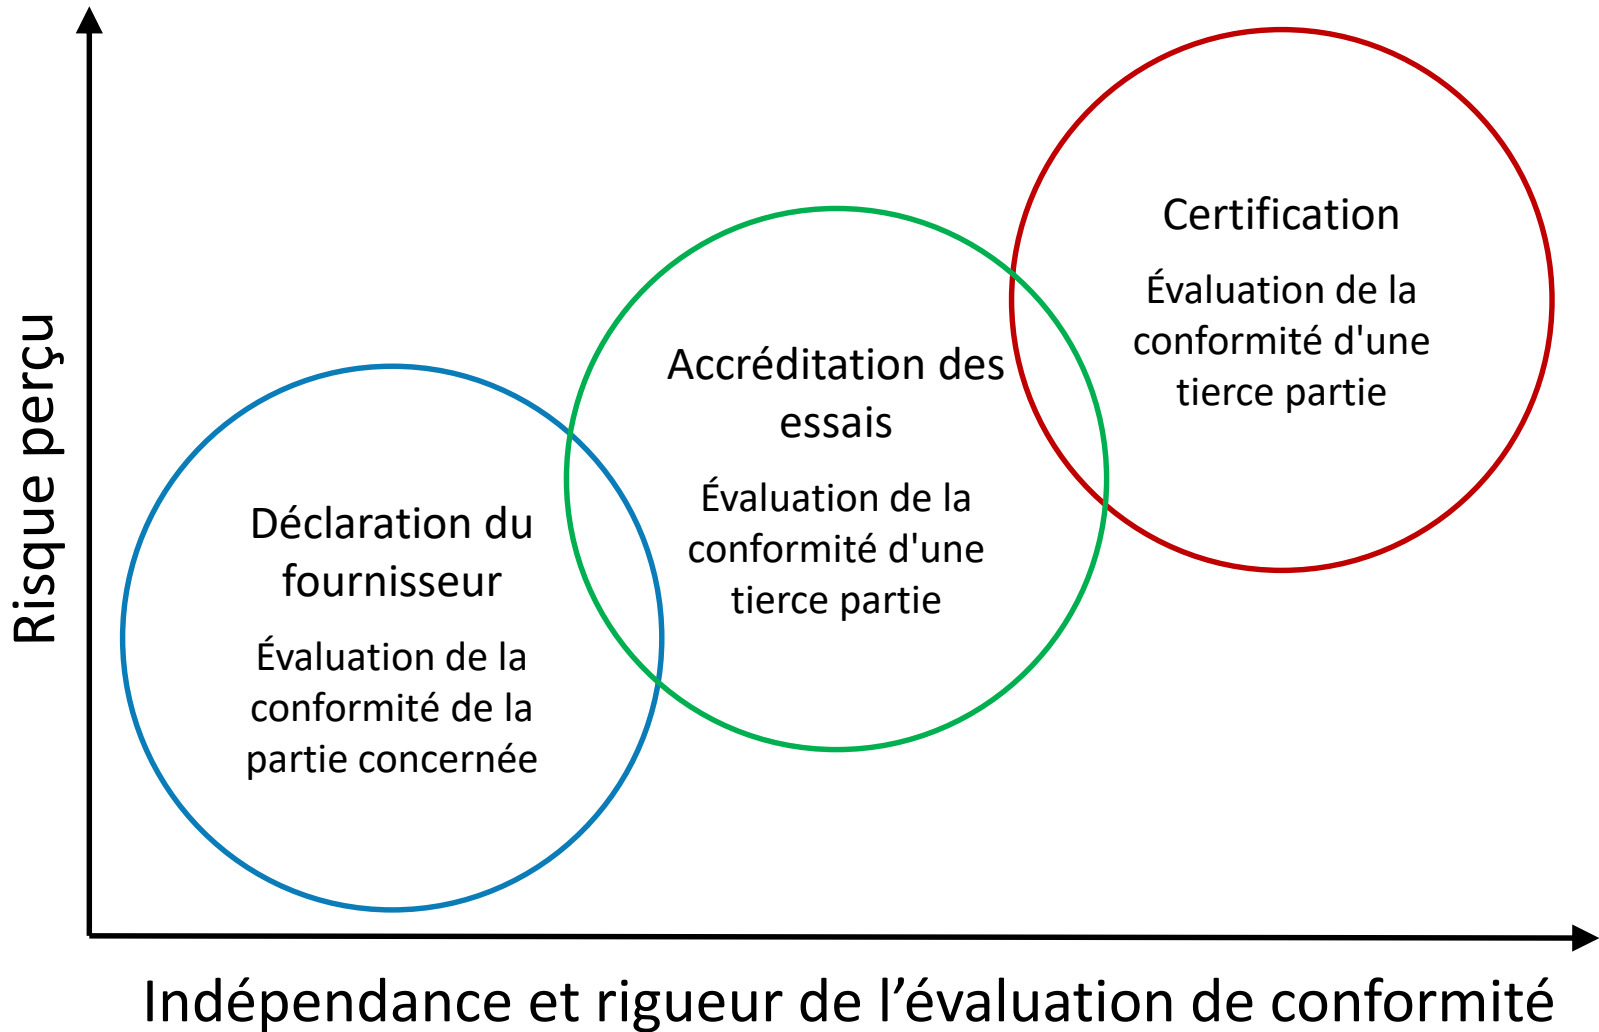 Risque perçu
Déclaration du
fournisseur
Évaluation de la
conformité de la
partie concernée
Accréditation des
essais
Évaluation de la
conformité d'une
tierce partie
Certification
Évaluation de la
conformité d'une
tierce partie
Indépendance et rigueur de l’évaluation de conformité